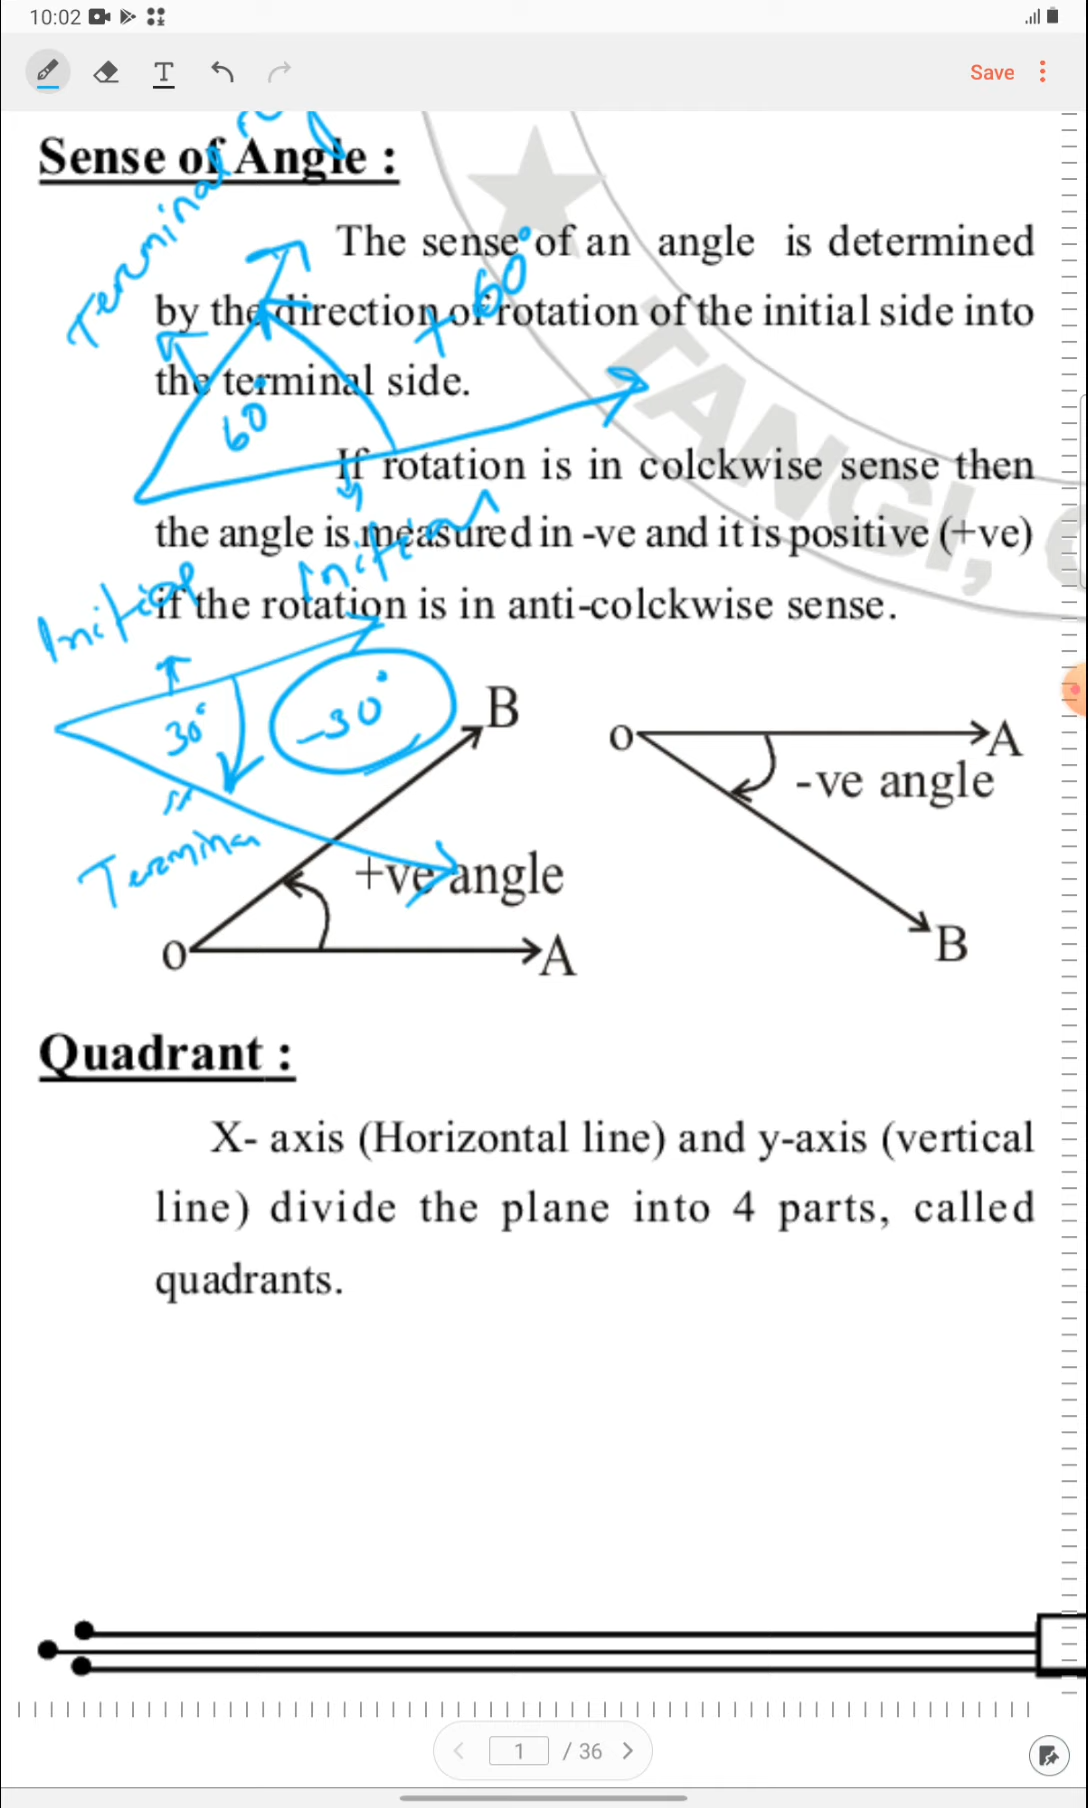 10:02
T
Save
Sense of Angle :
Terminal
The sense of an angle is determined
+ 60°
by the direction of rotation of the initial side into
the terminal side.
60°
If rotation is in colckwise sense then
the angle is measured in -ve and it is positive (+ve)
Initial
Initial
if the rotation is in anti-colckwise sense.
30°
-30°
B
O
A
-ve angle
Termina
+ve angle
O
A
B
Quadrant :
X- axis (Horizontal line) and y-axis (vertical
line) divide the plane into 4 parts, called
quadrants.
TANGI,
1 / 36